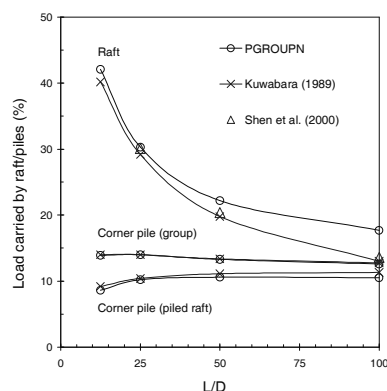 50
40
30
20
10
0
Load carried by raft/piles (%)
Raft
PGROUPN
Kuwabara (1989)
Shen et al. (2000)
Corner pile (group)
Corner pile (piled raft)
0 25 50 75 100
L/D